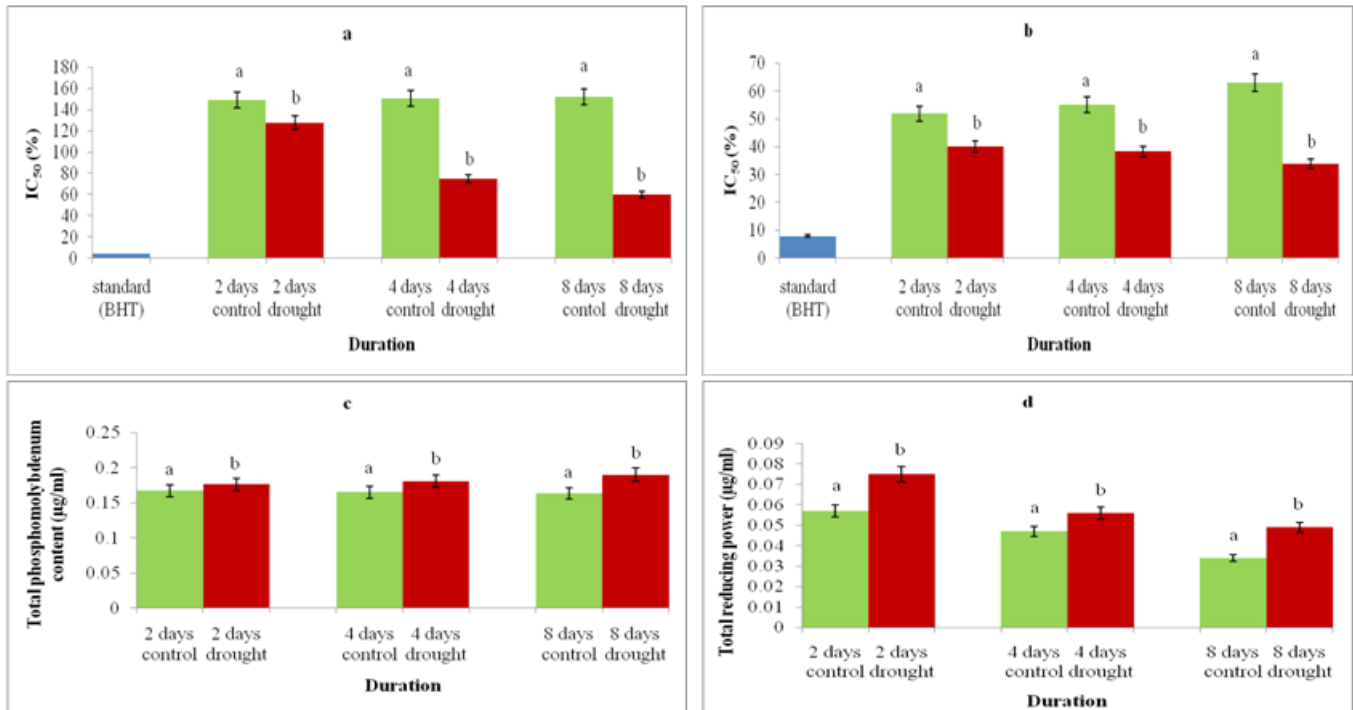 a
IC50 (%)
180
160
140
120
100
80
60
40
20
0
a
b
a
b
a
b
standard (BHT)
2 days control
2 days drought
4 days control
4 days drought
8 days contol
8 days drought
Duration
b
IC50 (%)
70
60
50
40
30
20
10
0
a
b
a
b
a
b
standard (BHT)
2 days control
2 days drought
4 days control
4 days drought
8 days contol
8 days drought
Duration
c
Total phosphomolybdenum content (µg/ml)
0.25
0.2
0.15
0.1
0.05
0
a
b
a
b
a
b
2 days control
2 days drought
4 days control
4 days drought
8 days control
8 days drought
Duration
d
Total reducing power (µg/ml)
0.09
0.08
0.07
0.06
0.05
0.04
0.03
0.02
0.01
0
a
b
a
b
a
b
2 days control
2 days drought
4 days control
4 days drought
8 days control
8 days drought
Duration